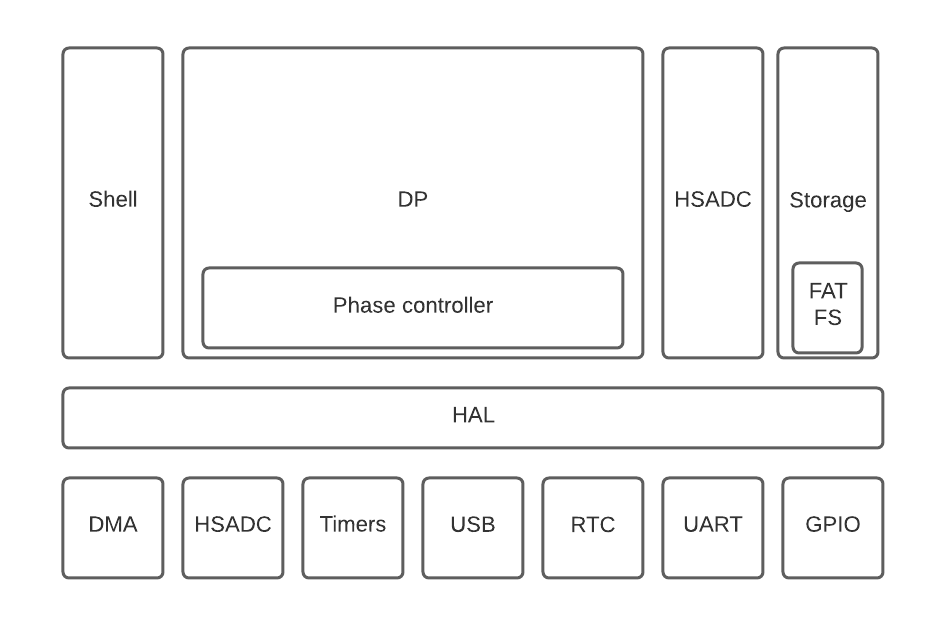 Shell
DP
HSADC
Storage
Phase controller
FAT
FS
HAL
DMA
HSADC
Timers
USB
RTC
UART
GPIO